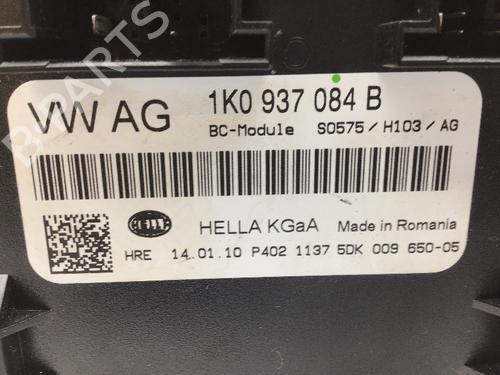 VW AG 1K0 937 084 B
BC-Module S0575/H103/AG
HELLA
HELLA KGaA Made in Romania
HRE 14.01.10 P402 1137 5DK 009 650-05